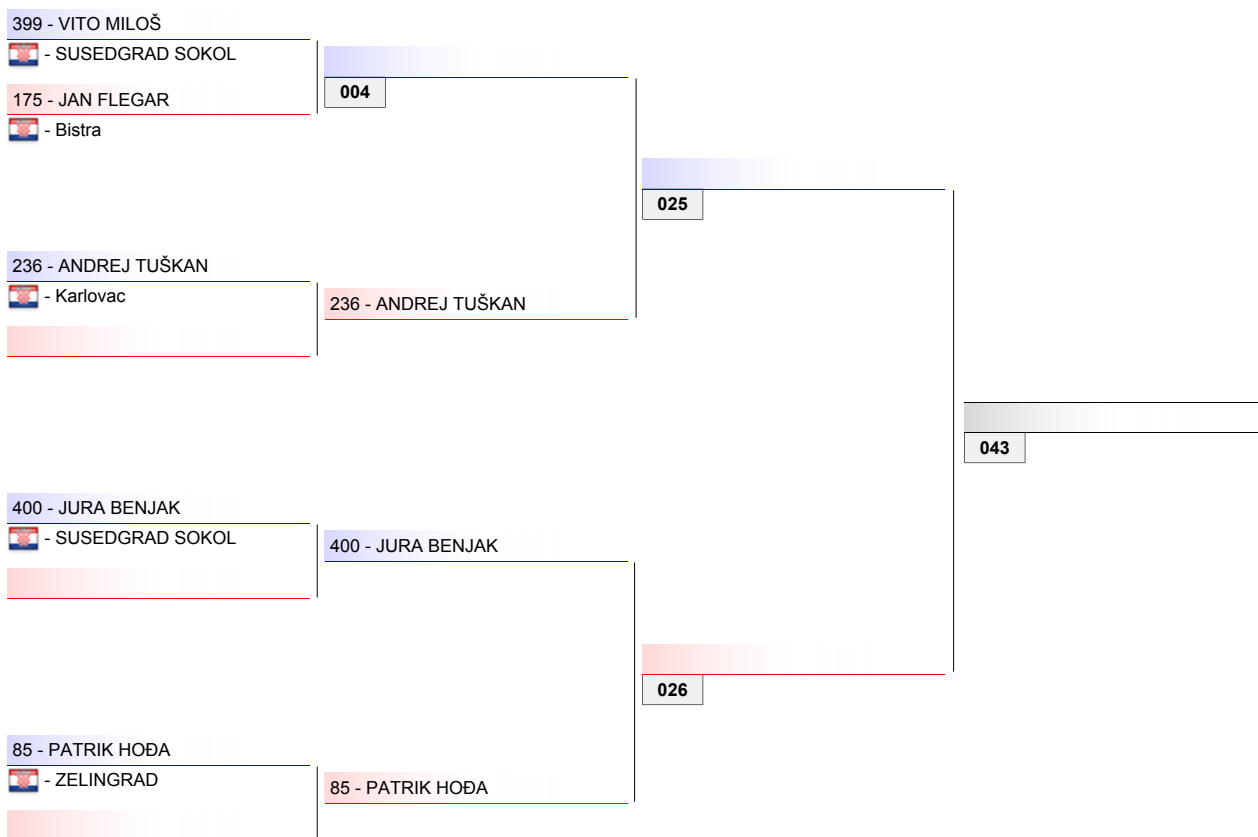 399 - VITO MILOŠ
- SUSEDGRAD SOKOL
175 - JAN FLEGAR
- Bistra
004
236 - ANDREJ TUŠKAN
- Karlovac
236 - ANDREJ TUŠKAN
025
400 - JURA BENJAK
- SUSEDGRAD SOKOL
400 - JURA BENJAK
85 - PATRIK HOĐA
- ZELINGRAD
85 - PATRIK HOĐA
026
043